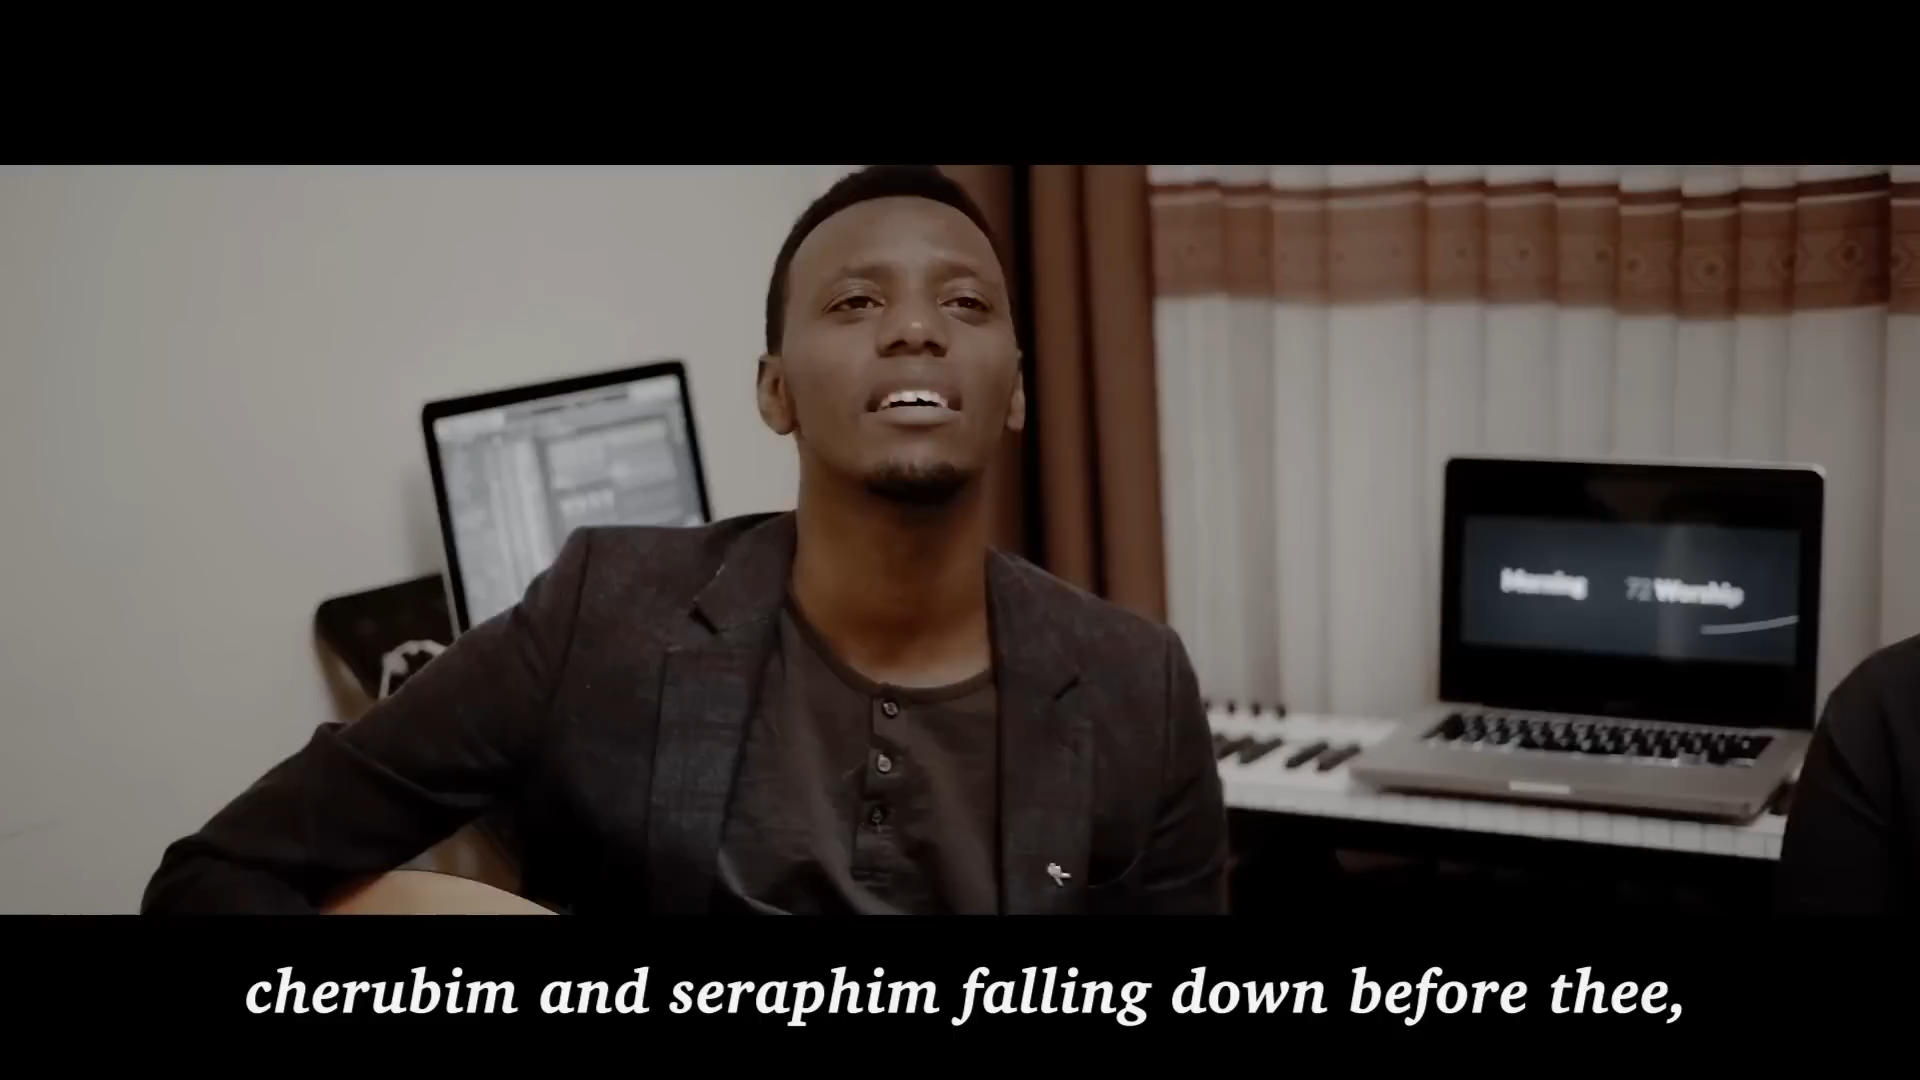 Morning 72 Worship
cherubim and seraphim falling down before thee,